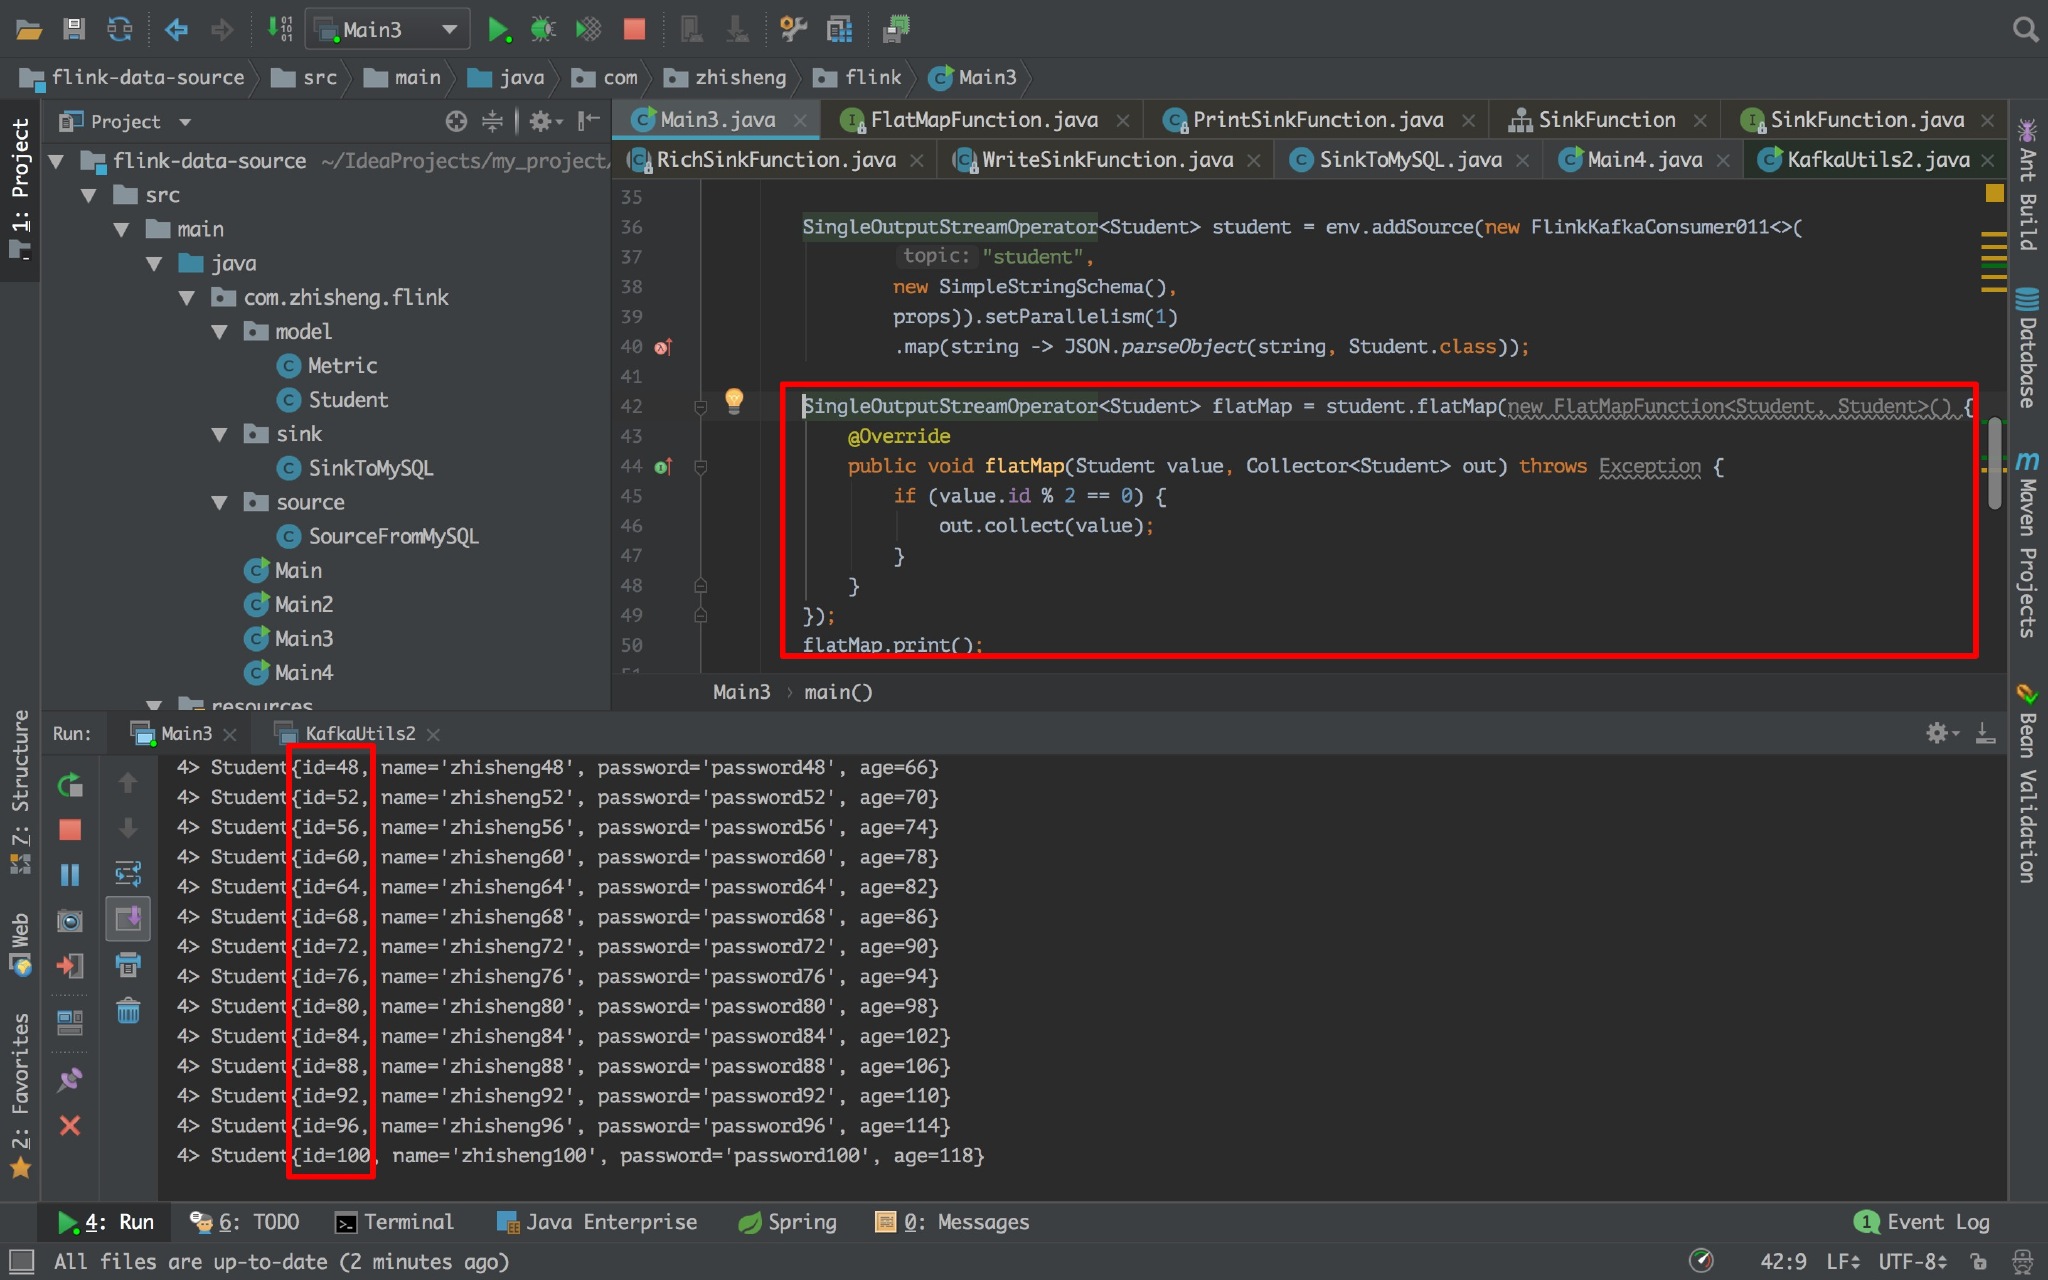 Main3
flink-data-source src main java com zhisheng flink Main3
Project
Main3.java FlatMapFunction.java PrintSinkFunction.java SinkFunction SinkFunction.java
RichSinkFunction.java WriteSinkFunction.java SinkToMySQL.java Main4.java KafkaUtils2.java
1: Project
7: Structure
Web
2: Favorites
flink-data-source ~/IdeaProjects/my_project/
src
main
java
com.zhisheng.flink
model
Metric
Student
sink
SinkToMySQL
source
SourceFromMySQL
Main
Main2
Main3
Main4
resources
35
36 SingleOutputStreamOperator<Student> student = env.addSource(new FlinkKafkaConsumer011<>(
37 topic: "student",
38 new SimpleStringSchema(),
39 props)).setParallelism(1)
40 .map(string -> JSON.parseObject(string, Student.class));
41
42 SingleOutputStreamOperator<Student> flatMap = student.flatMap(new FlatMapFunction<Student, Student>() {
43 @Override
44 public void flatMap(Student value, Collector<Student> out) throws Exception {
45 if (value.id % 2 == 0) {
46 out.collect(value);
47 }
48 }
49 });
50 flatMap.print();
51
Main3 › main()
Ant Build
Database
Maven Projects
Bean Validation
Run: Main3 KafkaUtils2
4> Student{id=48, name='zhisheng48', password='password48', age=66}
4> Student{id=52, name='zhisheng52', password='password52', age=70}
4> Student{id=56, name='zhisheng56', password='password56', age=74}
4> Student{id=60, name='zhisheng60', password='password60', age=78}
4> Student{id=64, name='zhisheng64', password='password64', age=82}
4> Student{id=68, name='zhisheng68', password='password68', age=86}
4> Student{id=72, name='zhisheng72', password='password72', age=90}
4> Student{id=76, name='zhisheng76', password='password76', age=94}
4> Student{id=80, name='zhisheng80', password='password80', age=98}
4> Student{id=84, name='zhisheng84', password='password84', age=102}
4> Student{id=88, name='zhisheng88', password='password88', age=106}
4> Student{id=92, name='zhisheng92', password='password92', age=110}
4> Student{id=96, name='zhisheng96', password='password96', age=114}
4> Student{id=100, name='zhisheng100', password='password100', age=118}
4: Run 6: TODO Terminal Java Enterprise Spring 0: Messages 1 Event Log
All files are up-to-date (2 minutes ago) 42:9 LF UTF-8